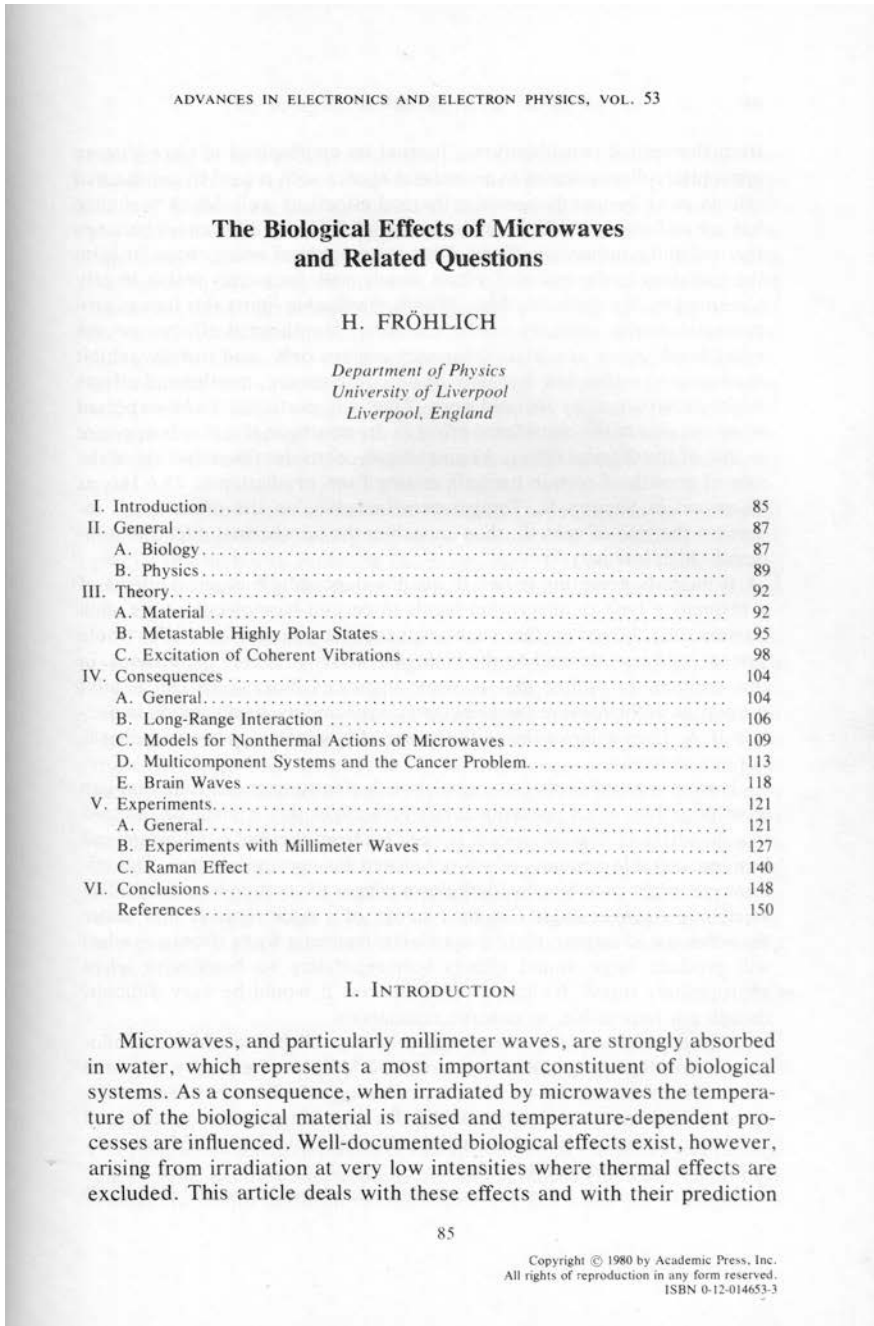 ADVANCES IN ELECTRONICS AND ELECTRON PHYSICS, VOL. 53
The Biological Effects of Microwaves
and Related Questions
H. FRÖHLICH
Department of Physics
University of Liverpool
Liverpool, England
I. Introduction 85
II. General 87
A. Biology 87
B. Physics 89
III. Theory 92
A. Material 92
B. Metastable Highly Polar States 95
C. Excitation of Coherent Vibrations 98
IV. Consequences 104
A. General 104
B. Long-Range Interaction 106
C. Models for Nonthermal Actions of Microwaves 109
D. Multicomponent Systems and the Cancer Problem 113
E. Brain Waves 118
V. Experiments 121
A. General 121
B. Experiments with Millimeter Waves 127
C. Raman Effect 140
VI. Conclusions 148
References 150
I. INTRODUCTION
Microwaves, and particularly millimeter waves, are strongly absorbed
in water, which represents a most important constituent of biological
systems. As a consequence, when irradiated by microwaves the tempera-
ture of the biological material is raised and temperature-dependent pro-
cesses are influenced. Well-documented biological effects exist, however,
arising from irradiation at very low intensities where thermal effects are
excluded. This article deals with these effects and with their prediction
85
Copyright © 1980 by Academic Press, Inc.
All rights of reproduction in any form reserved.
ISBN 0-12-014653-3